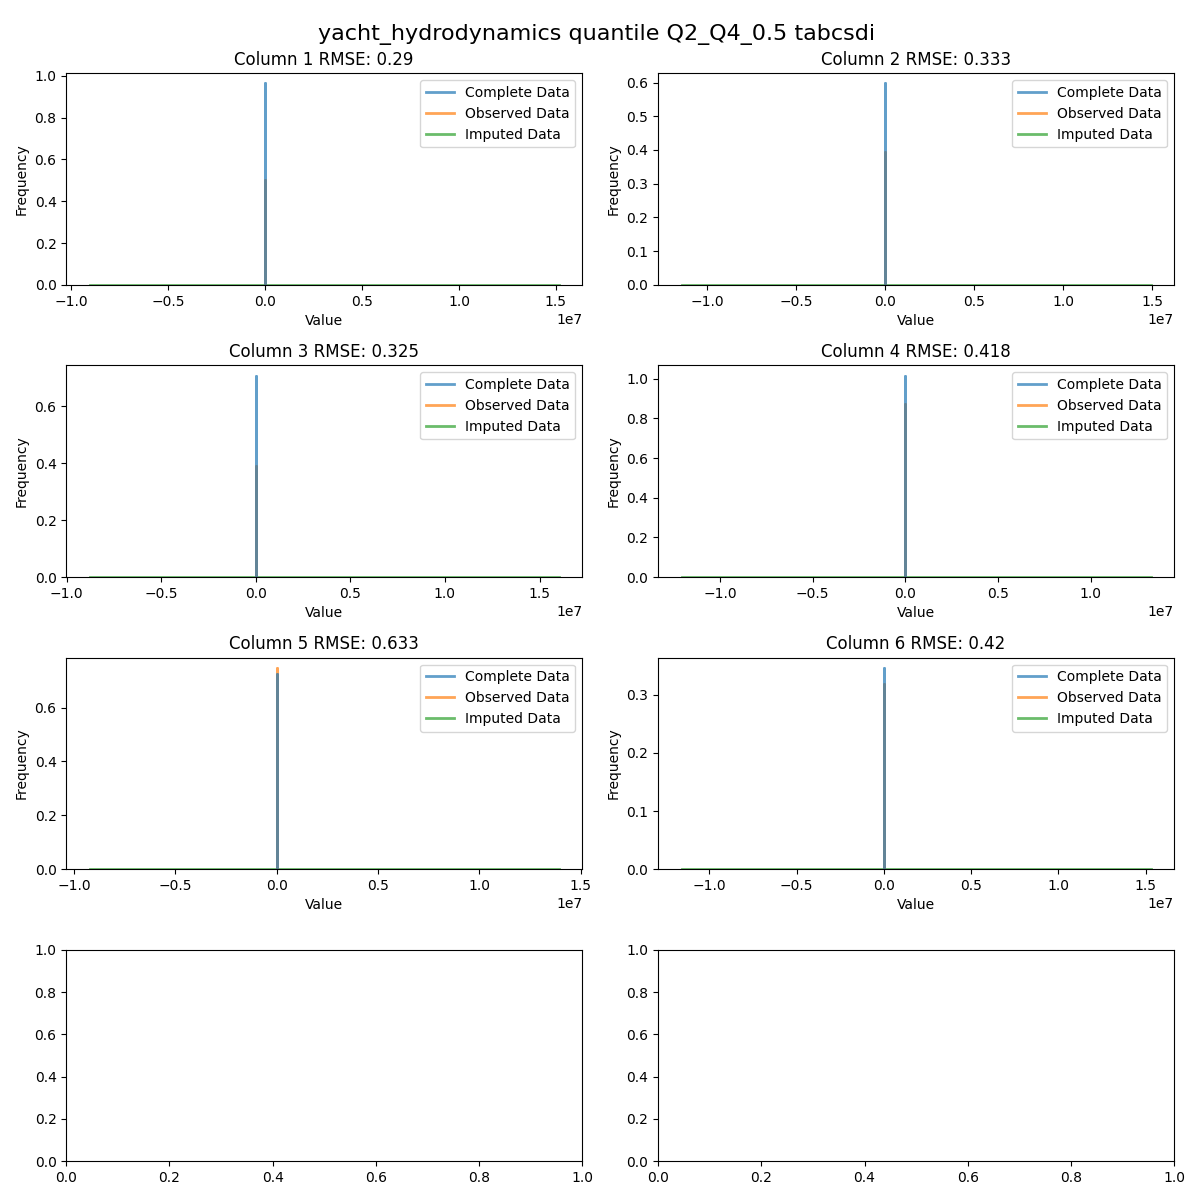 yacht_hydrodynamics quantile Q2_Q4_0.5 tabcsdi
Column 1 RMSE: 0.29
Frequency
1.0
0.8
0.6
0.4
0.2
0.0
Complete Data
Observed Data
Imputed Data
−1.0 −0.5 0.0 0.5 1.0 1.5
1e7
Value
Column 2 RMSE: 0.333
Frequency
0.6
0.5
0.4
0.3
0.2
0.1
0.0
Complete Data
Observed Data
Imputed Data
−1.0 −0.5 0.0 0.5 1.0 1.5
1e7
Value
Column 3 RMSE: 0.325
Frequency
0.6
0.4
0.2
0.0
Complete Data
Observed Data
Imputed Data
−1.0 −0.5 0.0 0.5 1.0 1.5
1e7
Value
Column 4 RMSE: 0.418
Frequency
1.0
0.8
0.6
0.4
0.2
0.0
Complete Data
Observed Data
Imputed Data
−1.0 −0.5 0.0 0.5 1.0
1e7
Value
Column 5 RMSE: 0.633
Frequency
0.6
0.4
0.2
0.0
Complete Data
Observed Data
Imputed Data
−1.0 −0.5 0.0 0.5 1.0 1.5
1e7
Value
Column 6 RMSE: 0.42
Frequency
0.3
0.2
0.1
0.0
Complete Data
Observed Data
Imputed Data
−1.0 −0.5 0.0 0.5 1.0 1.5
1e7
Value
1.0
0.8
0.6
0.4
0.2
0.0
0.0 0.2 0.4 0.6 0.8 1.0
1.0
0.8
0.6
0.4
0.2
0.0
0.0 0.2 0.4 0.6 0.8 1.0